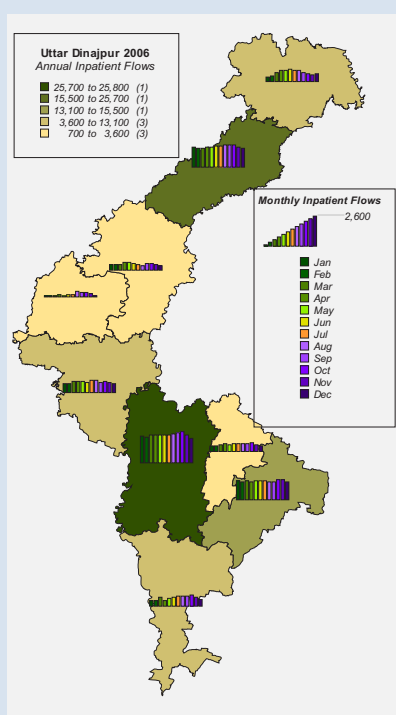 Uttar Dinajpur 2006
Annual Inpatient Flows
25,700 to 25,800 (1)
15,500 to 25,700 (1)
13,100 to 15,500 (1)
3,600 to 13,100 (3)
700 to 3,600 (3)
Monthly Inpatient Flows
2,600
Jan
Feb
Mar
Apr
May
Jun
Jul
Aug
Sep
Oct
Nov
Dec